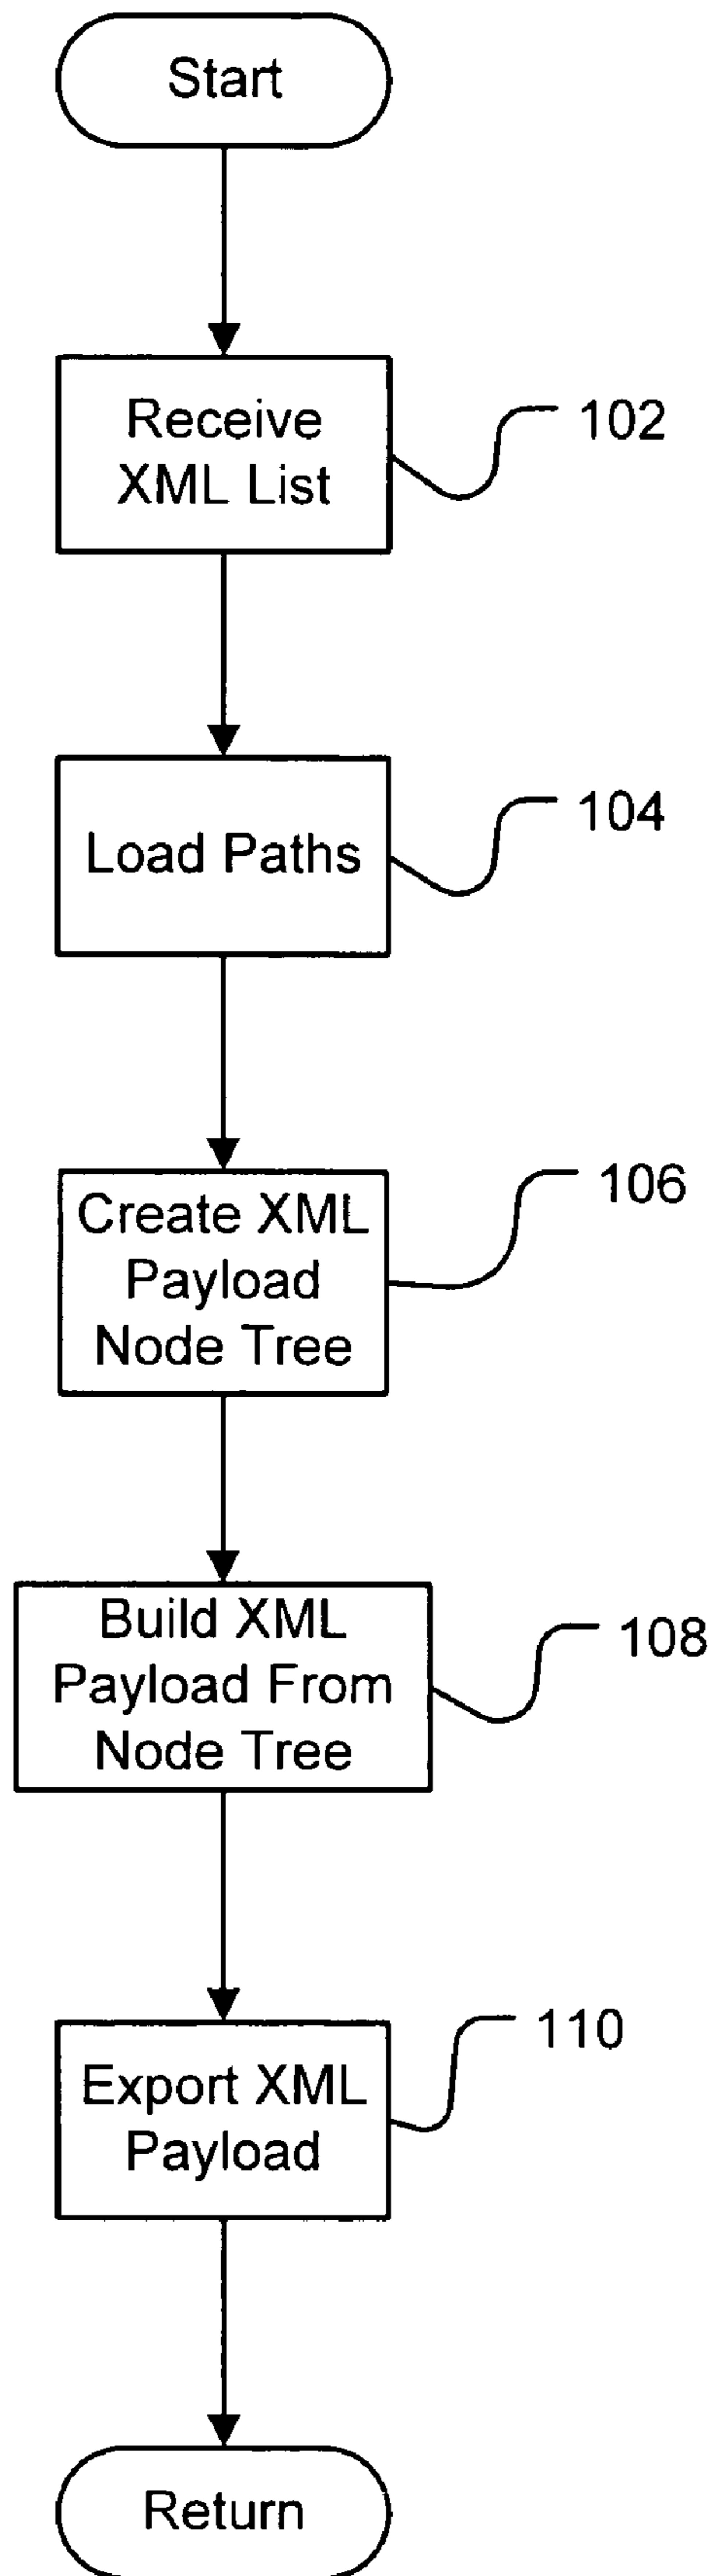 Start
Receive
XML List
102
Load Paths
104
Create XML
Payload
Node Tree
106
Build XML
Payload From
Node Tree
108
Export XML
Payload
110
Return